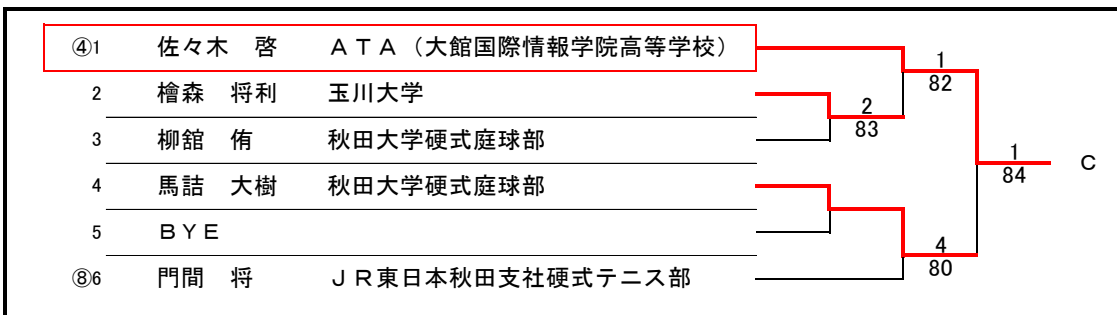 ④1 佐々木 啓 ATA（大館国際情報学院高等学校）
1
82
2 檜森 将利 玉川大学
2
83
3 柳舘 侑 秋田大学硬式庭球部
1
84
C
4 馬詰 大樹 秋田大学硬式庭球部
5 BYE
4
80
⑧6 門間 将 JR東日本秋田支社硬式テニス部